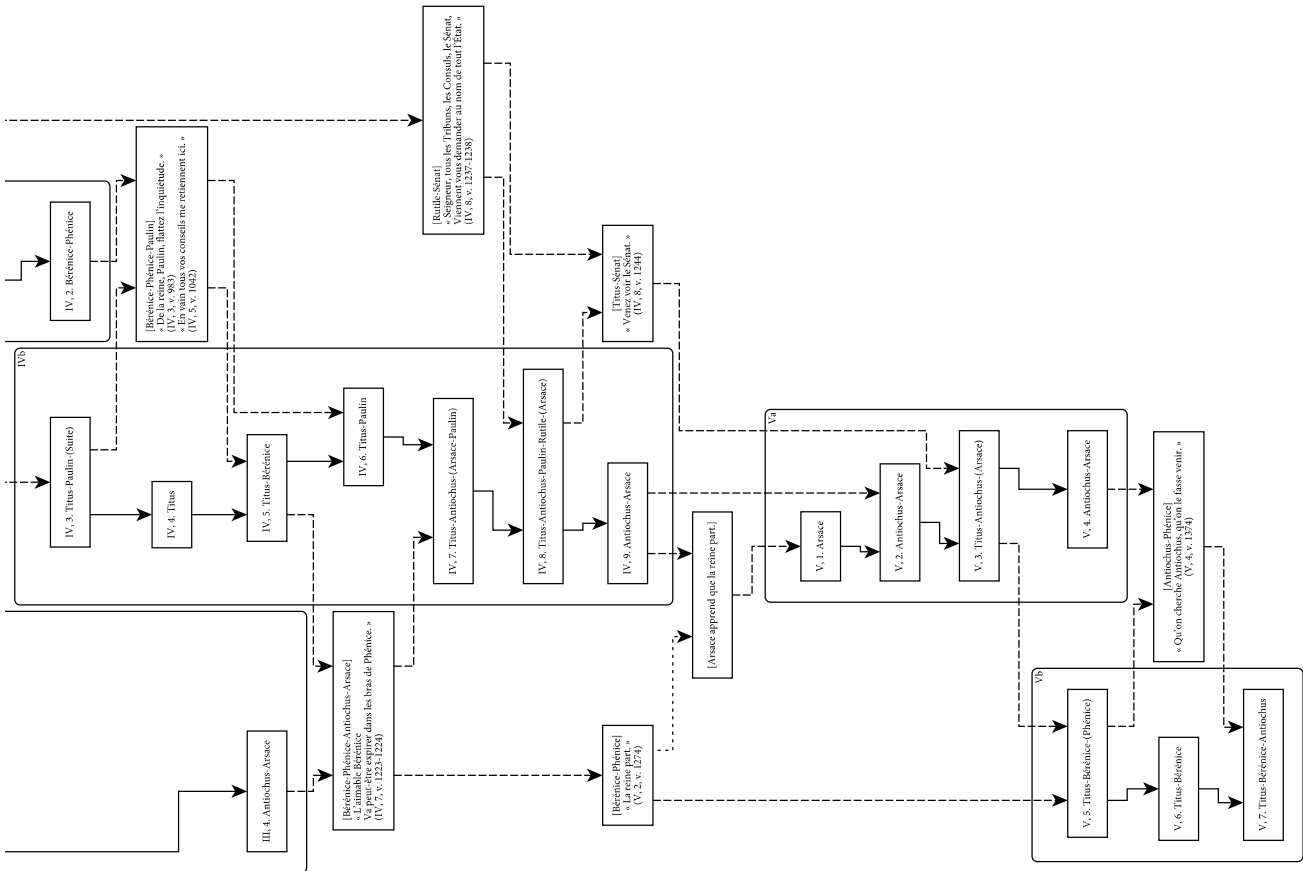 IV, 2. Bérénice-Phénice
[Bérénice-Phénice-Paulin]
« De la reine, Paulin, flattez l'inquiétude. »
(IV, 3, v. 983)
« En vain tous vos conseils me retiennent ici. »
(IV, 5, v. 1042)
[Rutile-Sénat]
« Seigneur, tous les Tribuns, les Consuls, le Sénat,
Viennent vous demander au nom de tout l'État. »
(IV, 8, v. 1237-1238)
[Titus-Sénat]
« Venez voir le Sénat. »
(IV, 8, v. 1244)
IVb
IV, 3. Titus-Paulin-(Suite)
IV, 4. Titus
IV, 5. Titus-Bérénice
IV, 6. Titus-Paulin
IV, 7. Titus-Antiochus-(Arsace-Paulin)
IV, 8. Titus-Antiochus-Paulin-Rutile-(Arsace)
IV, 9. Antiochus-Arsace
[Arsace apprend que la reine part.]
Va
V, 1. Arsace
V, 2. Antiochus-Arsace
V, 3. Titus-Antiochus-(Arsace)
V, 4. Antiochus-Arsace
[Antiochus-Phénice]
« Qu'on cherche Antiochus, qu'on le fasse venir. »
(V, 4, v. 1374)
III, 4. Antiochus-Arsace
[Bérénice-Phénice-Antiochus-Arsace]
« L'aimable Bérénice
Va peut-être expirer dans les bras de Phénice. »
(IV, 7, v. 1223-1224)
[Bérénice-Phénice]
« La reine part. »
(V, 2, v. 1274)
Vb
V, 5. Titus-Bérénice-(Phénice)
V, 6. Titus-Bérénice
V, 7. Titus-Bérénice-Antiochus